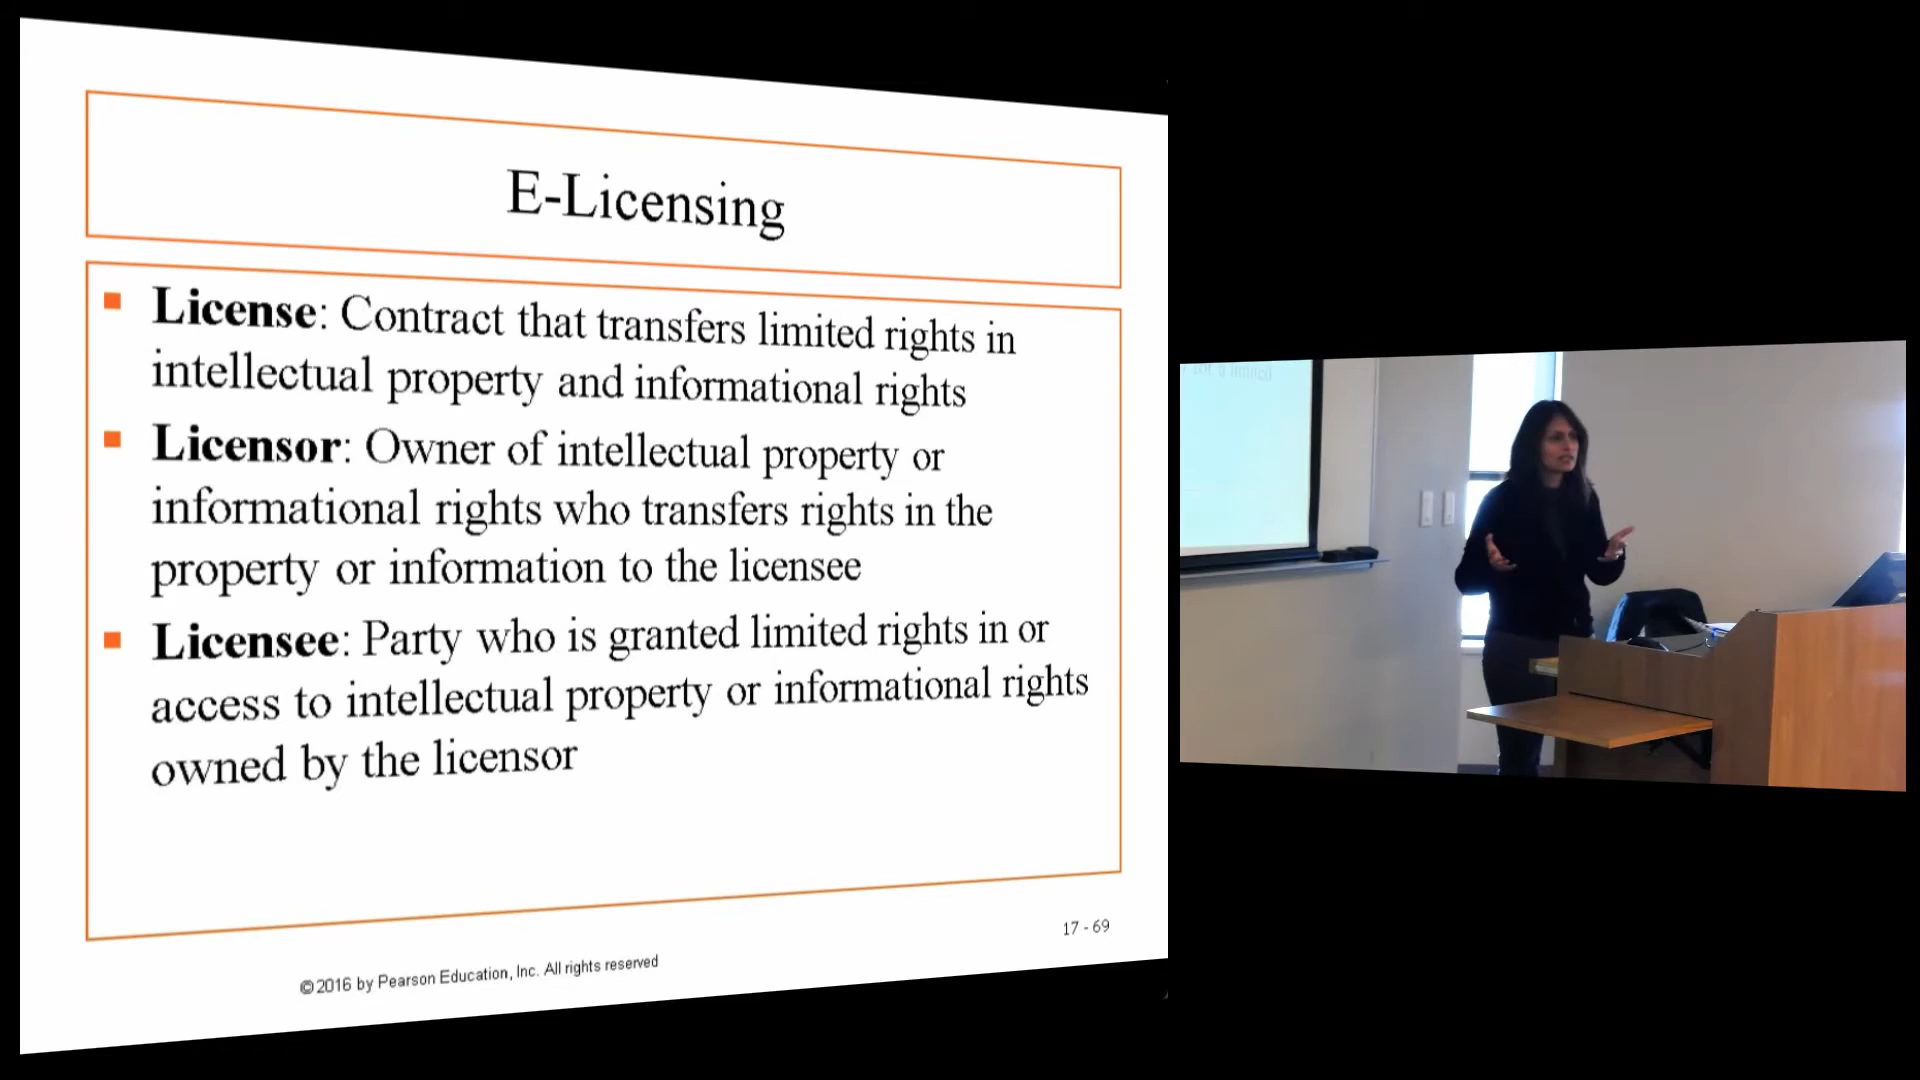 E-Licensing
License: Contract that transfers limited rights in
intellectual property and informational rights
Licensor: Owner of intellectual property or
informational rights who transfers rights in the
property or information to the licensee
Licensee: Party who is granted limited rights in or
access to intellectual property or informational rights
owned by the licensor
17 - 69
©2016 by Pearson Education, Inc. All rights reserved
for a limited